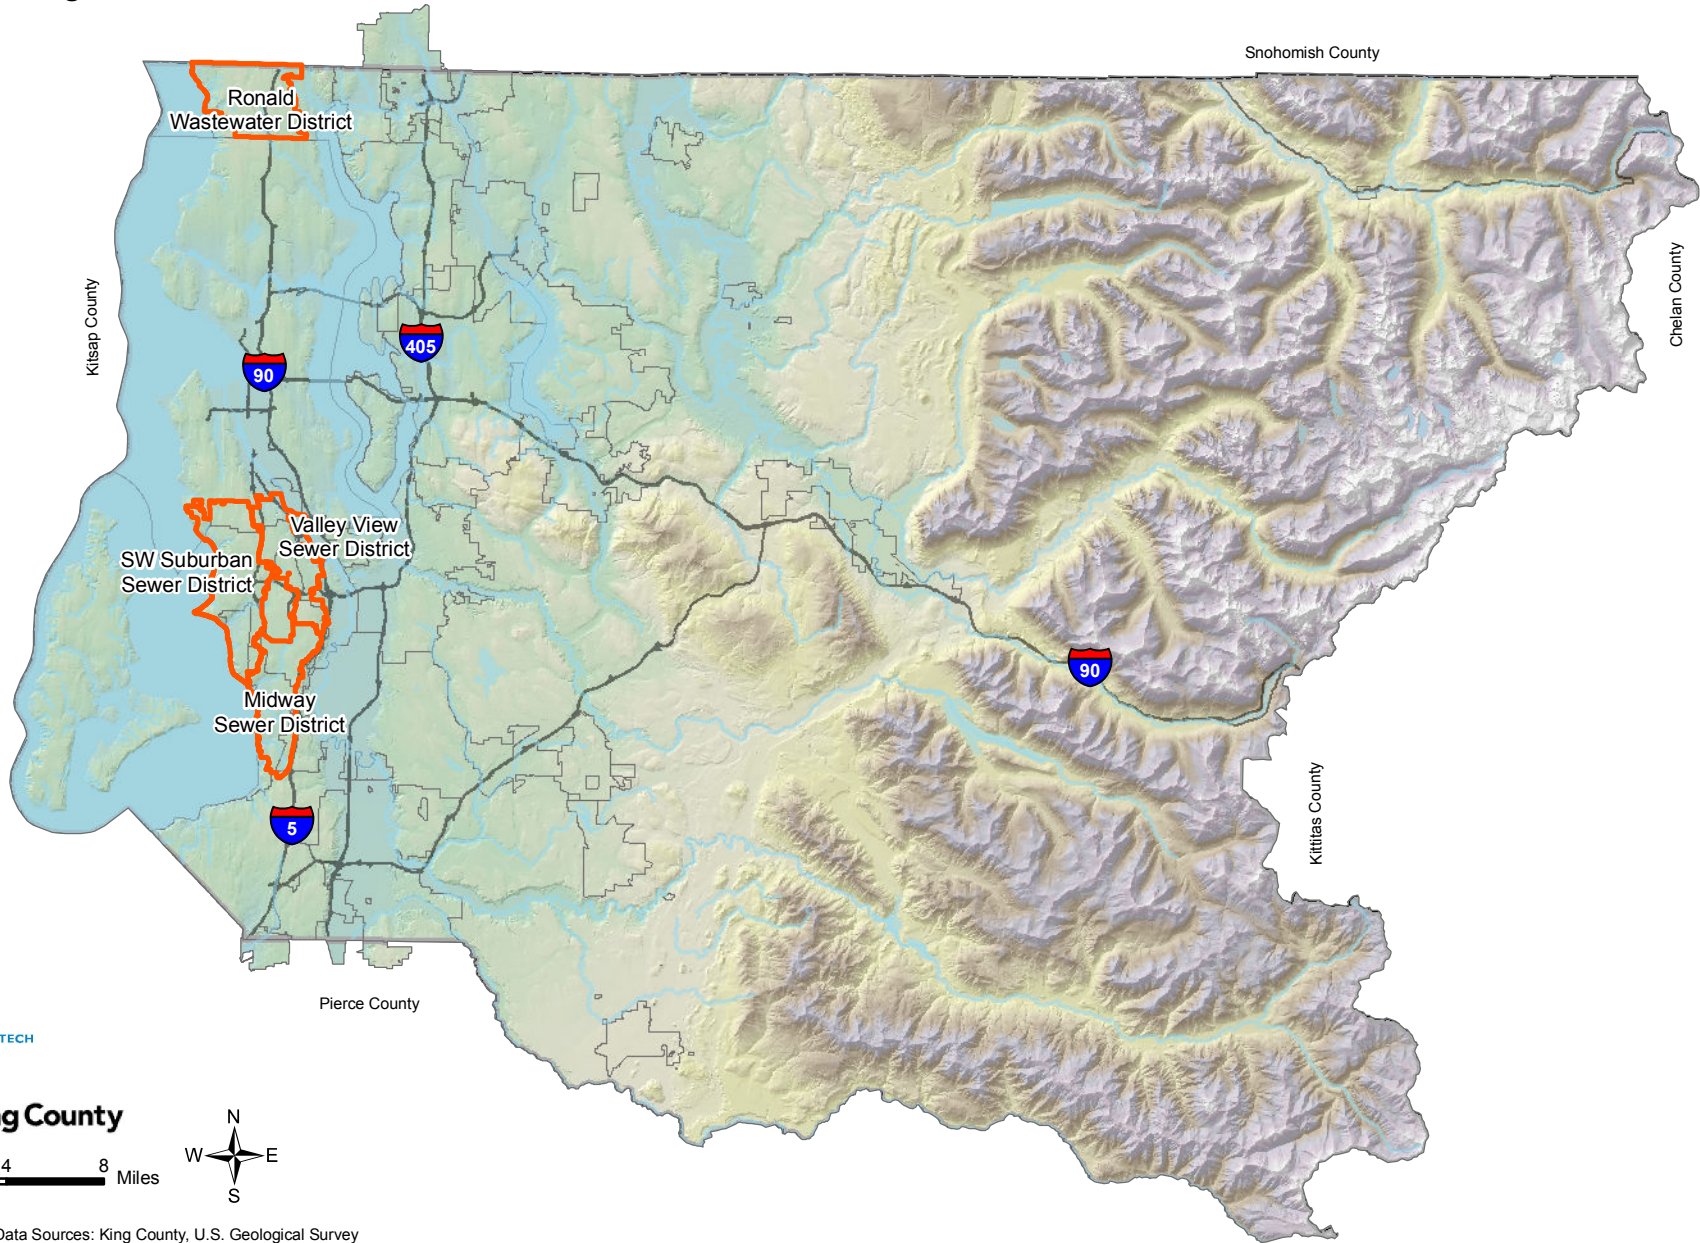 Snohomish County
Ronald
Wastewater District
Kitsap County
Chelan County
405
90
Valley View
Sewer District
SW Suburban
Sewer District
90
Midway
Sewer District
5
Kittitas County
Pierce County
TECH
County
N
W
E
S
4
8
Miles
Data Sources: King County, U.S. Geological Survey